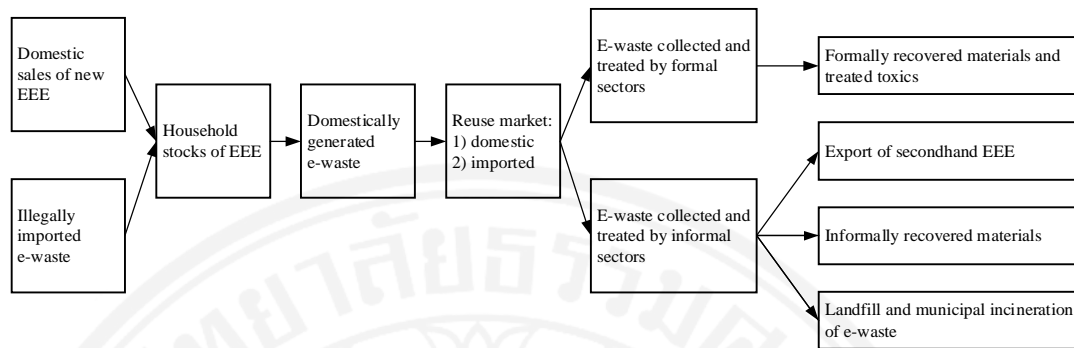 Domestic
sales of new
EEE
Illegally
imported
e-waste
Household
stocks of EEE
Domestically
generated
e-waste
Reuse market:
1) domestic
2) imported
E-waste collected and
treated by formal
sectors
E-waste collected and
treated by informal
sectors
Formally recovered materials and
treated toxics
Export of secondhand EEE
Informally recovered materials
Landfill and municipal incineration
of e-waste